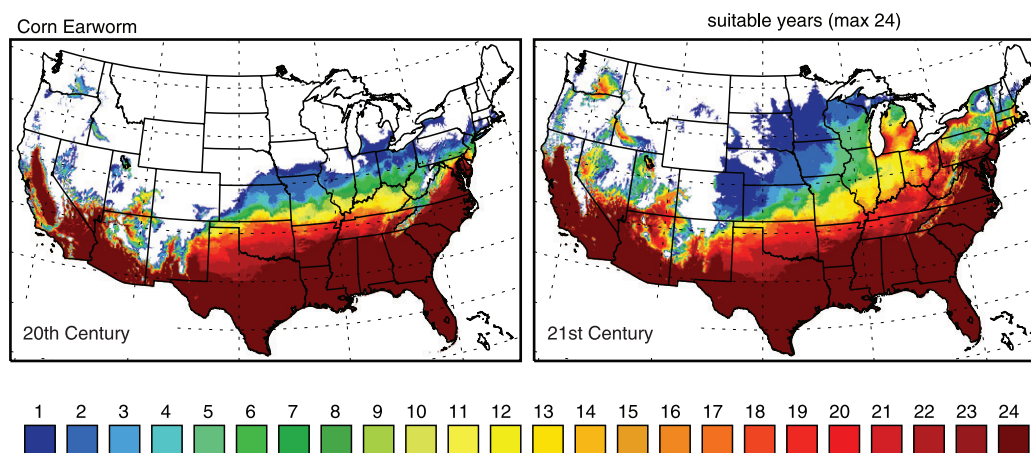 Corn Earworm
suitable years (max 24)
20th Century
21st Century
1 2 3 4 5 6 7 8 9 10 11 12 13 14 15 16 17 18 19 20 21 22 23 24